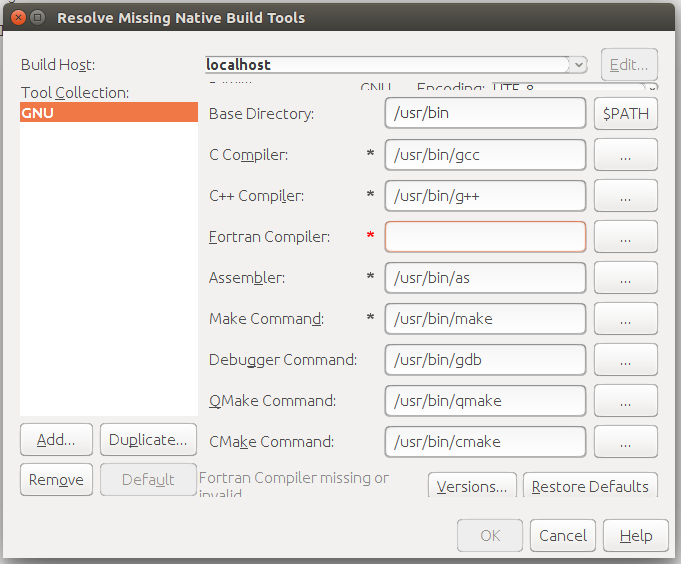 Resolve Missing Native Build Tools
Build Host: localhost Edit...
Tool Collection:
GNU Encoding: UTF-8
GNU
Base Directory: /usr/bin $PATH
C Compiler: * /usr/bin/gcc ...
C++ Compiler: * /usr/bin/g++ ...
Fortran Compiler: * ...
Assembler: * /usr/bin/as ...
Make Command: * /usr/bin/make ...
Debugger Command: /usr/bin/gdb ...
QMake Command: /usr/bin/qmake ...
CMake Command: /usr/bin/cmake ...
Add... Duplicate...
Remove Default
Fortran Compiler missing or
invalid
Versions... Restore Defaults
OK Cancel Help